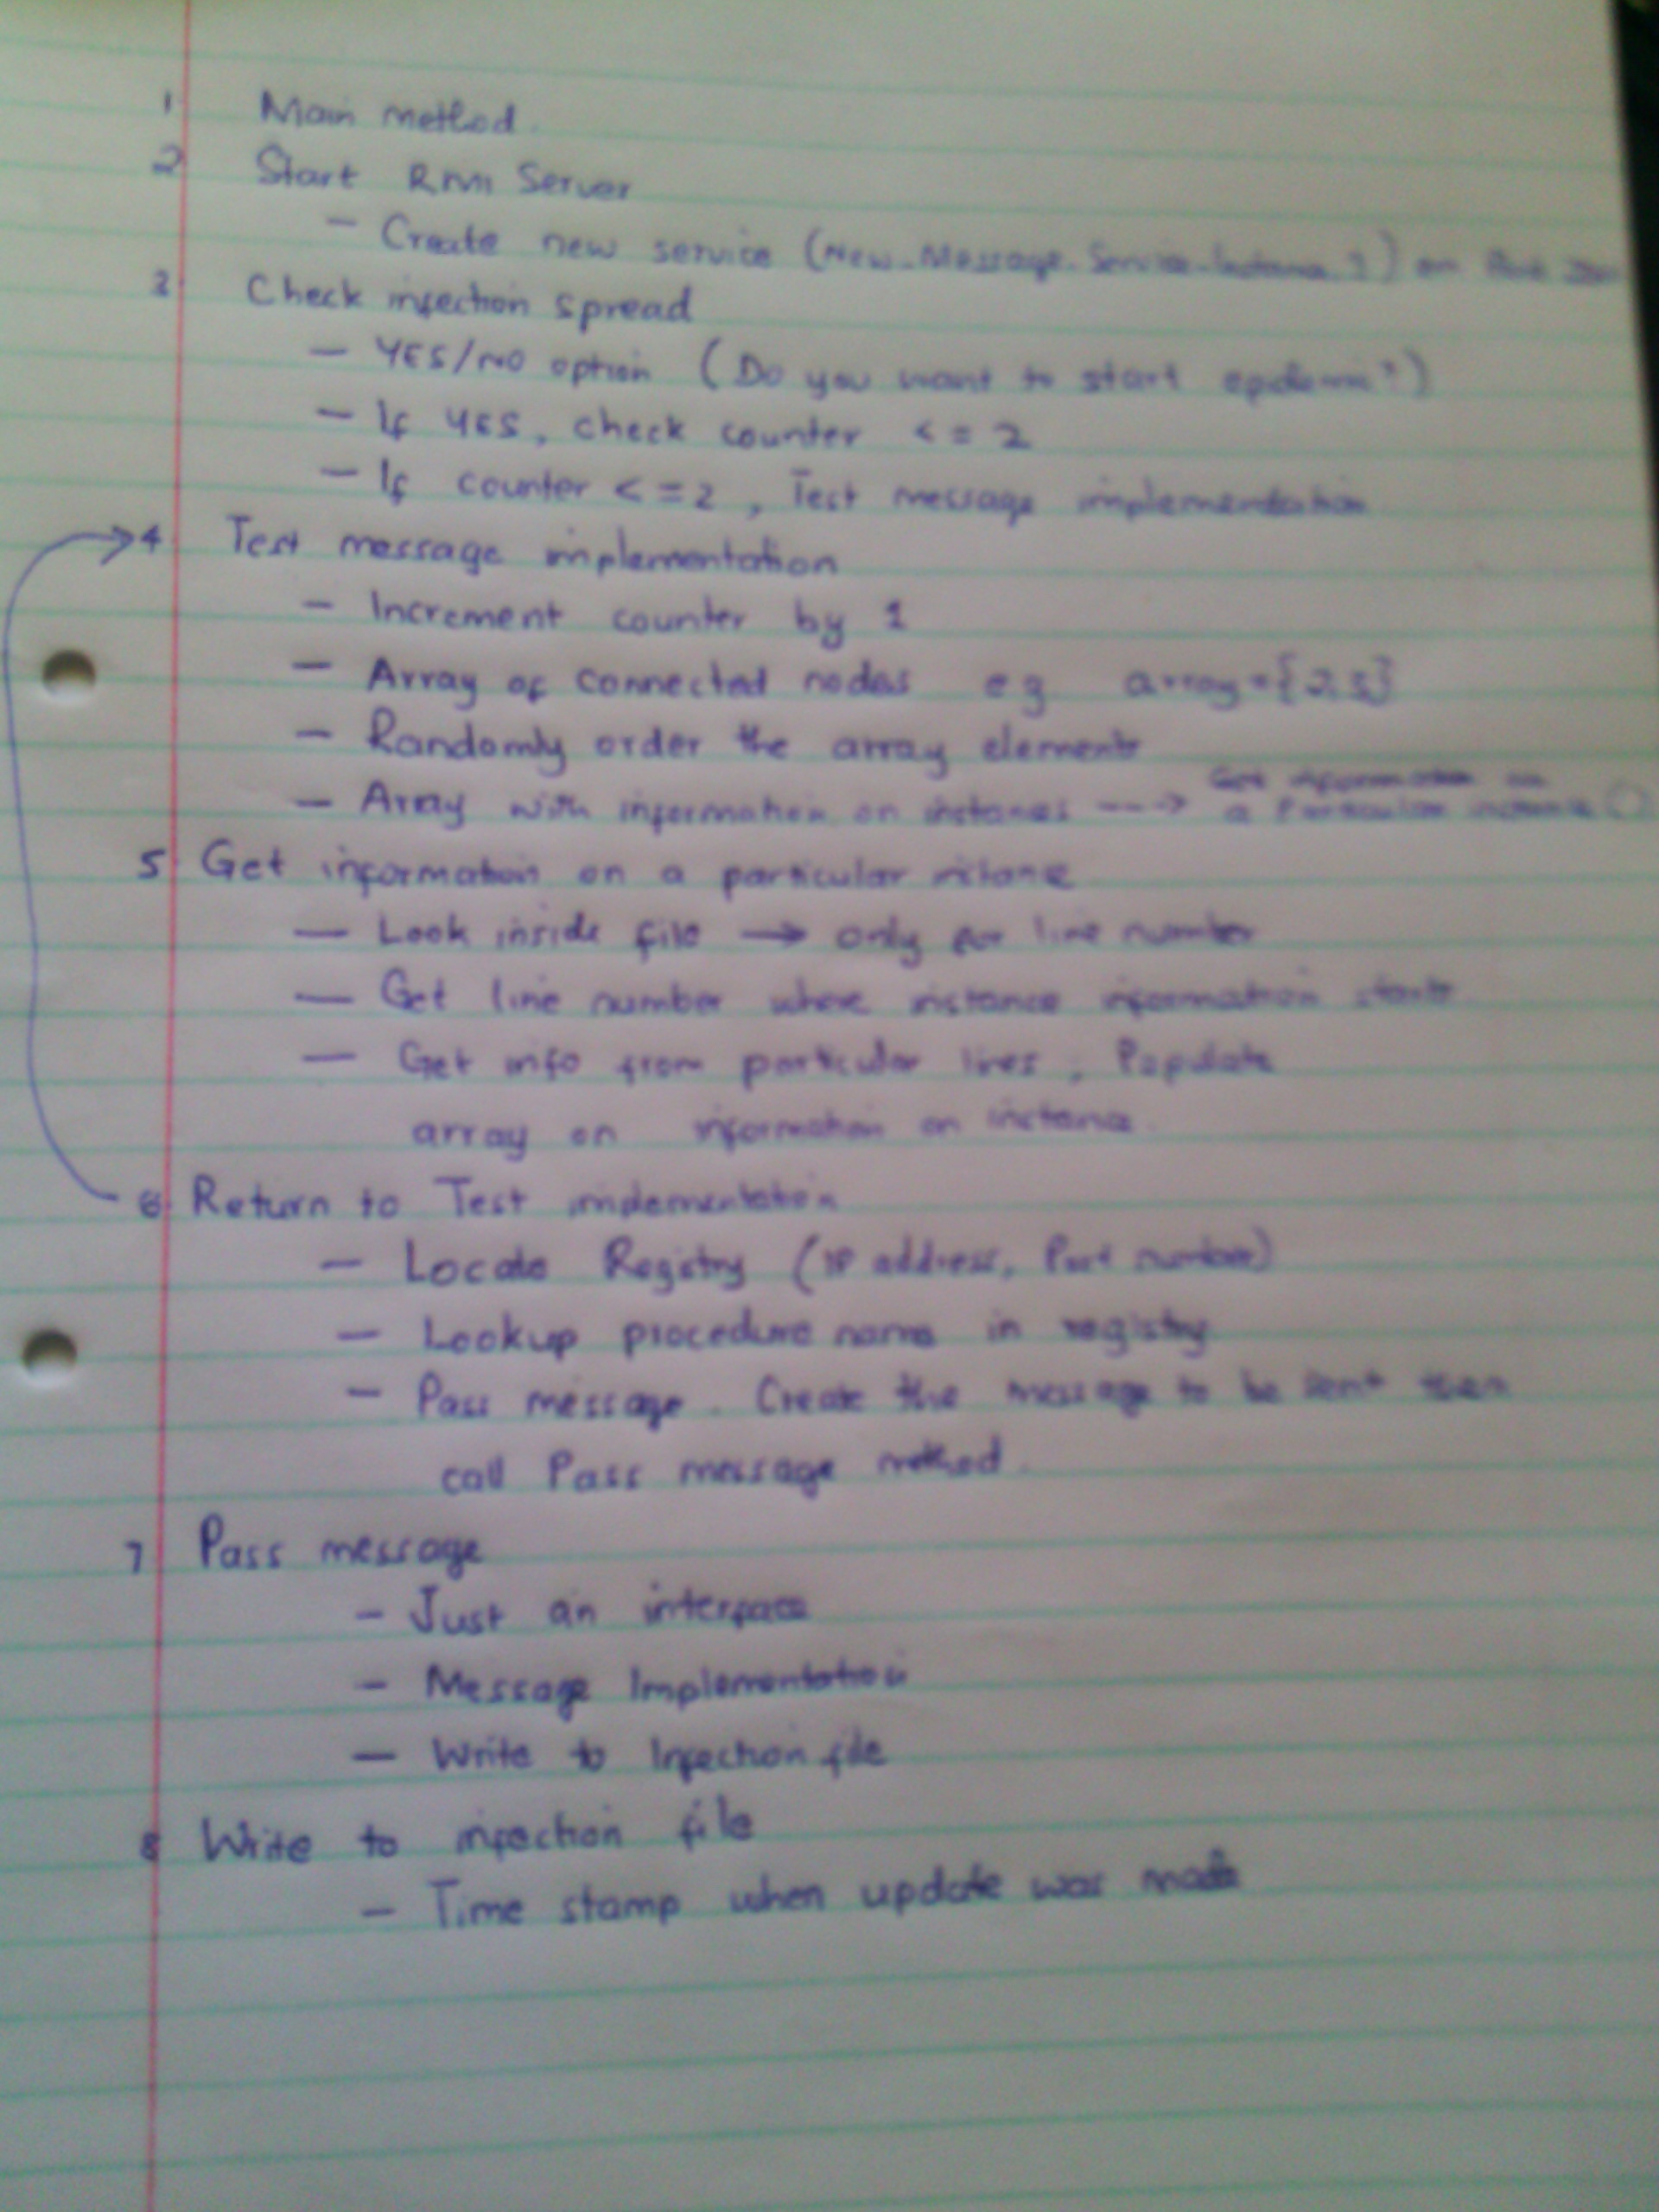 1 Main method.
2 Start RMI Server
- Create new service (New_Message_Service_Instance_ ) on Port
3 Check infection spread
- YES/NO option (Do you want to start epidemic?)
- If YES, check counter <= 2
- If counter <= 2, Test message implementation
4 Test message implementation
- Increment counter by 1
- Array of connected nodes eg array={2,5}
- Randomly order the array elements
- Array with information on instances ---> Get information on
a Particular instance
5 Get information on a particular instance
- Look inside file → only for line number
- Get line number where instance information starts
- Get info from particular lines, Populate
array on information on instance.
6 Return to Test implementation
- Locate Registry (IP address, Port number)
- Lookup procedure name in registry
- Pass message. Create the message to be sent then
call Pass message method.
7 Pass message
- Just an interface
- Message Implementation
- Write to Infection file
8 Write to infection file
- Time stamp when update was made